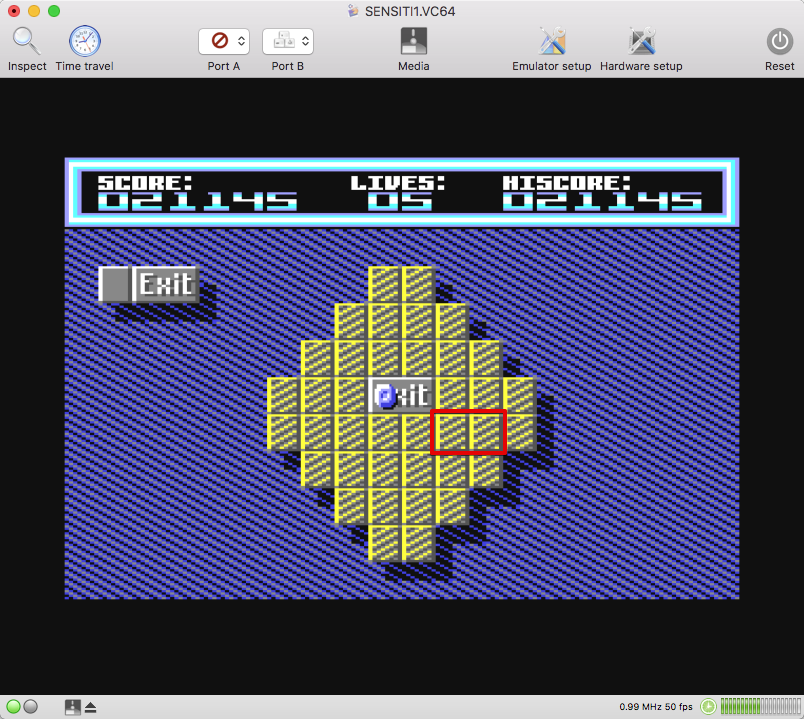 SENSITI1.VC64
Inspect Time travel Port A Port B Media Emulator setup Hardware setup Reset
SCORE: LIVES: HISCORE:
021145 05 021145
Exit
xit
0.99 MHz 50 fps